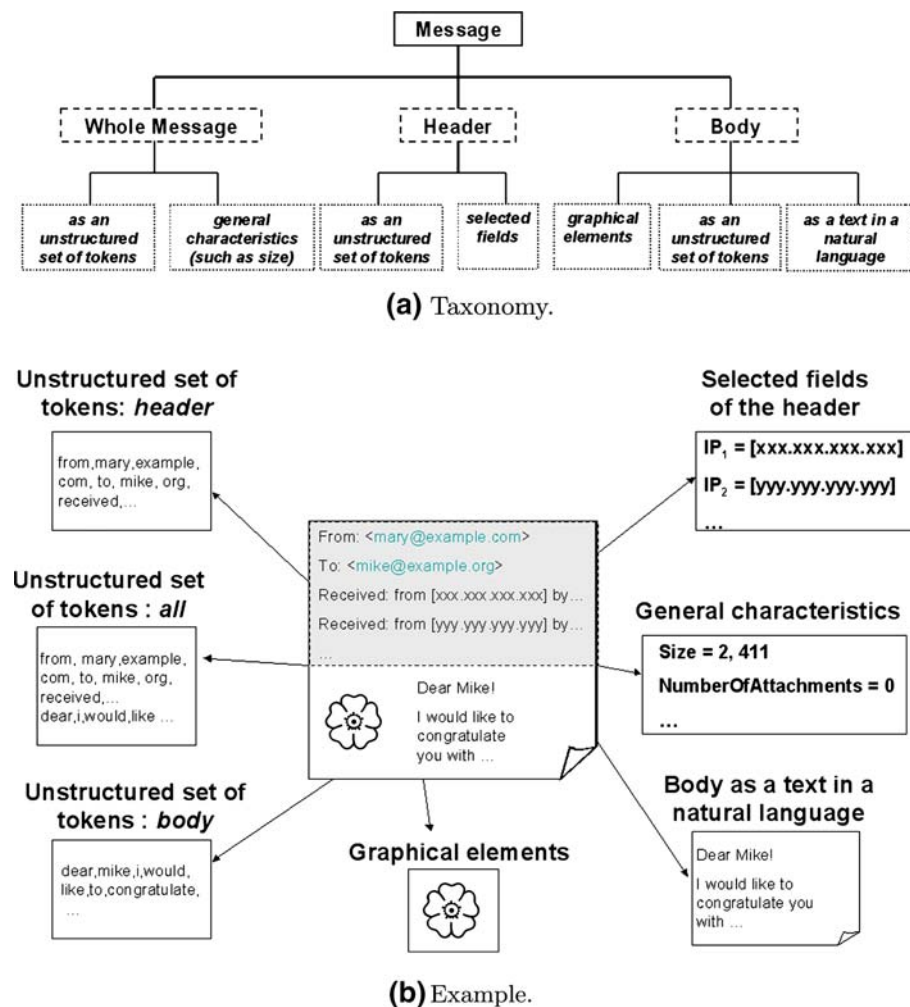 Message
Whole Message
Header
Body
as an
unstructured
set of tokens
general
characteristics
(such as size)
as an
unstructured
set of tokens
selected
fields
graphical
elements
as an
unstructured
set of tokens
as a text in a
natural
language
(a) Taxonomy.
Unstructured set of
tokens: header
from,mary,example,
com, to, mike, org,
received,...
Selected fields
of the header
IP1 = [xxx.xxx.xxx.xxx]
IP2 = [yyy.yyy.yyy.yyy]
...
From: <mary@example.com>
To: <mike@example.org>
Received: from [xxx.xxx.xxx.xxx] by...
Received: from [yyy.yyy.yyy.yyy] by...
...
Dear Mike!
I would like to
congratulate
you with ...
Unstructured set
of tokens : all
from, mary,example,
com, to, mike, org,
received,...
dear,i,would,like ...
General characteristics
Size = 2, 411
NumberOfAttachments = 0
...
Unstructured set of
tokens : body
dear,mike,i,would,
like,to,congratulate,
...
Graphical elements
Body as a text in a
natural language
Dear Mike!
I would like to
congratulate you
with ...
(b) Example.